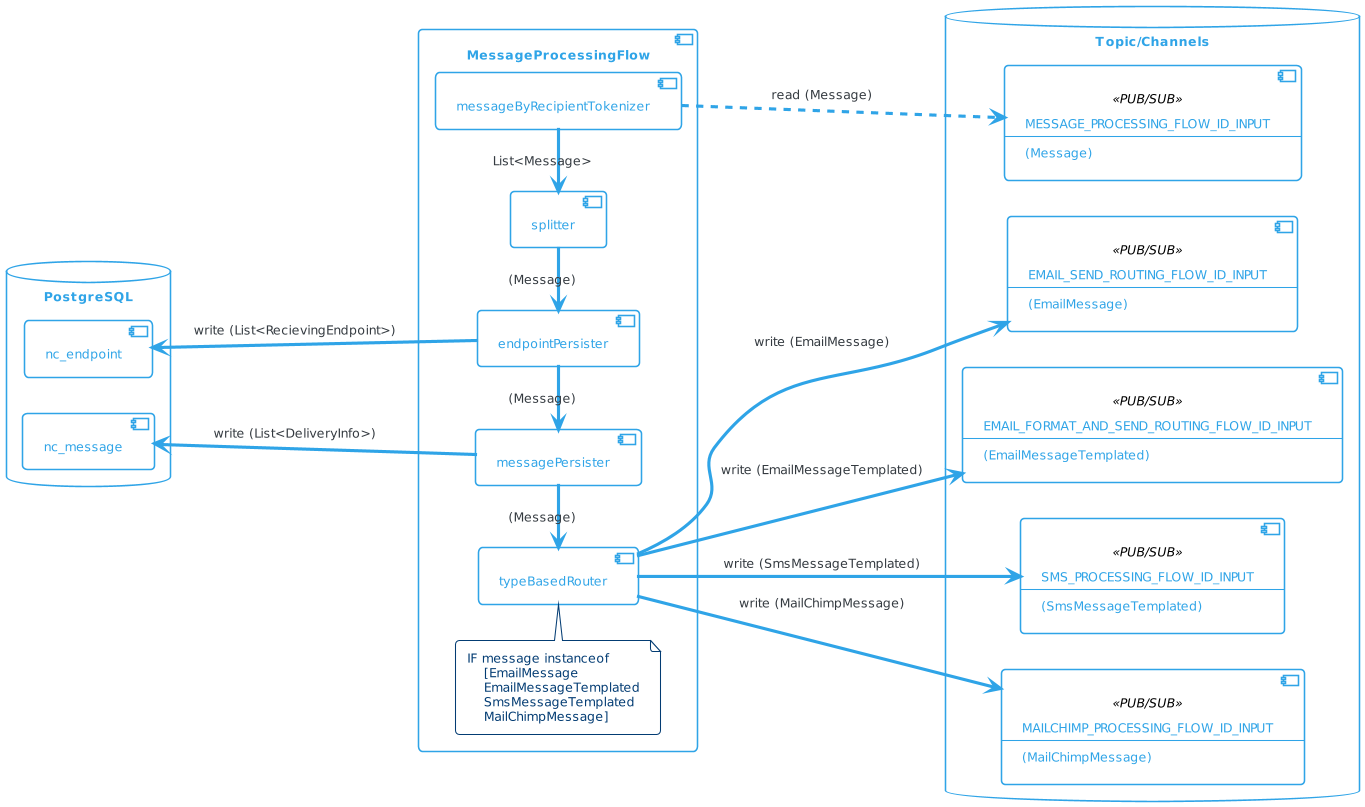 PostgreSQL
nc_endpoint
nc_message
write (List<RecievingEndpoint>)
write (List<DeliveryInfo>)
MessageProcessingFlow
messageByRecipientTokenizer
List<Message>
splitter
(Message)
endpointPersister
(Message)
messagePersister
(Message)
typeBasedRouter
IF message instanceof
[EmailMessage
EmailMessageTemplated
SmsMessageTemplated
MailChimpMessage]
read (Message)
write (EmailMessage)
write (EmailMessageTemplated)
write (SmsMessageTemplated)
write (MailChimpMessage)
Topic/Channels
«PUB/SUB»
MESSAGE_PROCESSING_FLOW_ID_INPUT
(Message)
«PUB/SUB»
EMAIL_SEND_ROUTING_FLOW_ID_INPUT
(EmailMessage)
«PUB/SUB»
EMAIL_FORMAT_AND_SEND_ROUTING_FLOW_ID_INPUT
(EmailMessageTemplated)
«PUB/SUB»
SMS_PROCESSING_FLOW_ID_INPUT
(SmsMessageTemplated)
«PUB/SUB»
MAILCHIMP_PROCESSING_FLOW_ID_INPUT
(MailChimpMessage)